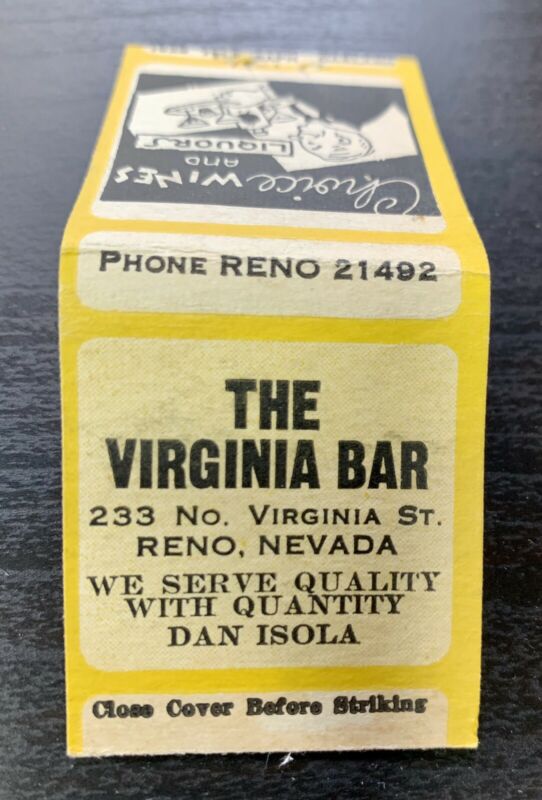 Choice WINES
AND
LIQUORS
PHONE RENO 21492
THE
VIRGINIA BAR
233 No. VIRGINIA ST.
RENO, NEVADA
WE SERVE QUALITY
WITH QUANTITY
DAN ISOLA
Close Cover Before Striking